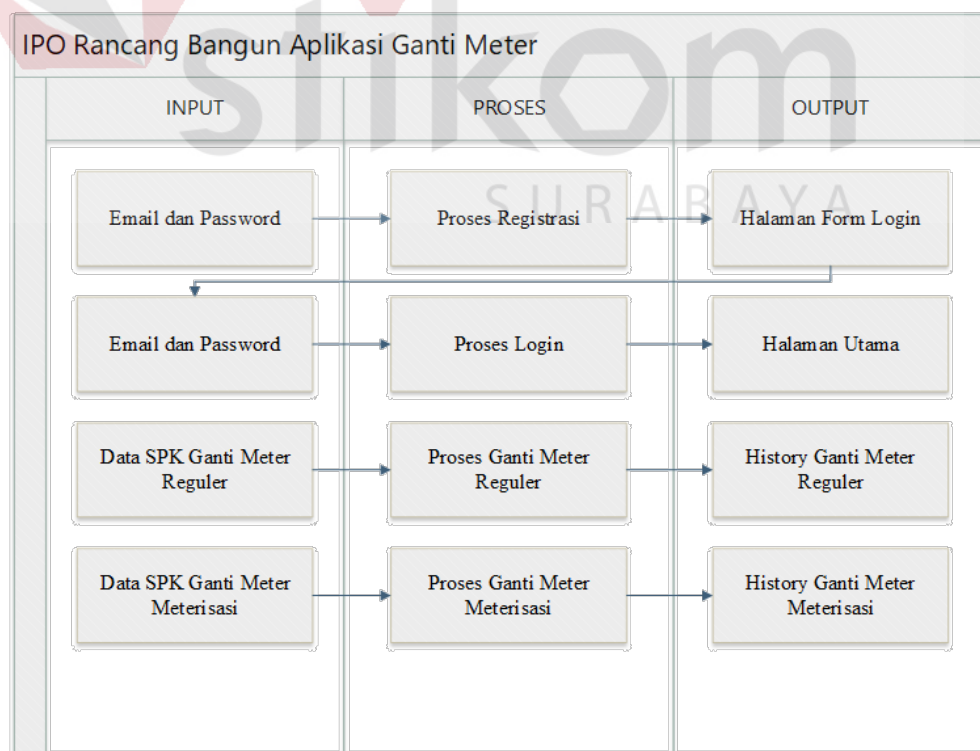 IPO Rancang Bangun Aplikasi Ganti Meter
INPUT
PROSES
OUTPUT
stikom
SURABAYA
Email dan Password
Proses Registrasi
Halaman Form Login
Email dan Password
Proses Login
Halaman Utama
Data SPK Ganti Meter
Reguler
Proses Ganti Meter
Reguler
History Ganti Meter
Reguler
Data SPK Ganti Meter
Meterisasi
Proses Ganti Meter
Meterisasi
History Ganti Meter
Meterisasi